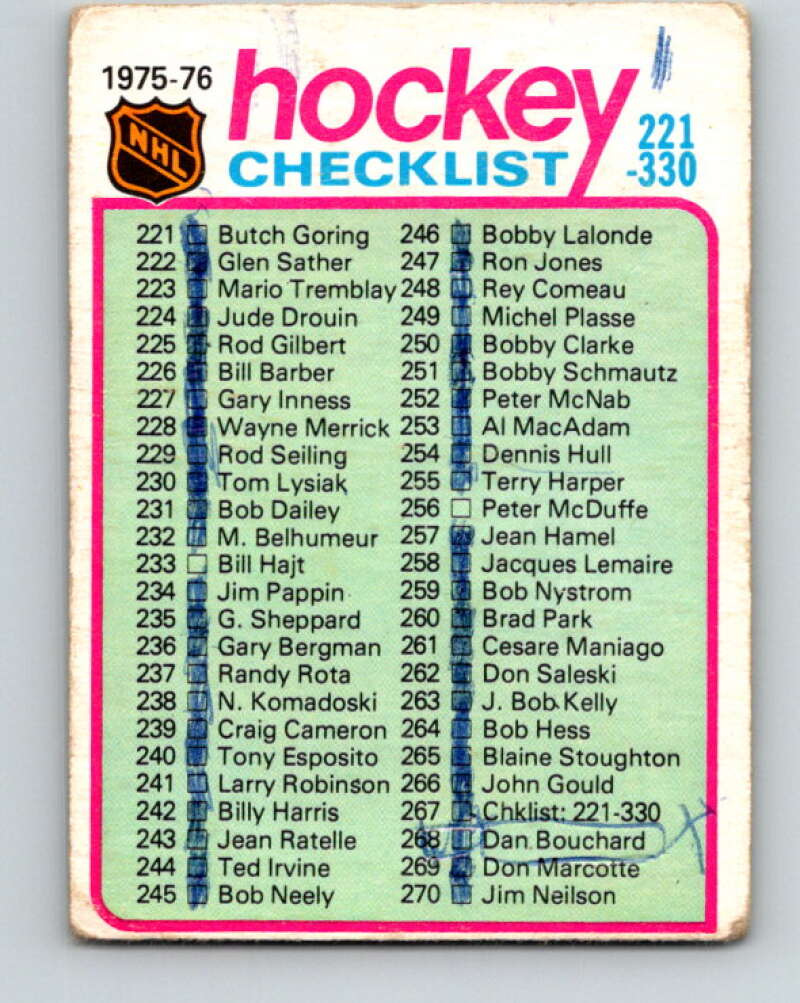 1975-76
NHL
hockey
CHECKLIST
221
-330
221 Butch Goring
222 Glen Sather
223 Mario Tremblay
224 Jude Drouin
225 Rod Gilbert
226 Bill Barber
227 Gary Inness
228 Wayne Merrick
229 Rod Seiling
230 Tom Lysiak
231 Bob Dailey
232 M. Belhumeur
233 Bill Hajt
234 Jim Pappin
235 G. Sheppard
236 Gary Bergman
237 Randy Rota
238 N. Komadoski
239 Craig Cameron
240 Tony Esposito
241 Larry Robinson
242 Billy Harris
243 Jean Ratelle
244 Ted Irvine
245 Bob Neely
246 Bobby Lalonde
247 Ron Jones
248 Rey Comeau
249 Michel Plasse
250 Bobby Clarke
251 Bobby Schmautz
252 Peter McNab
253 Al MacAdam
254 Dennis Hull
255 Terry Harper
256 Peter McDuffe
257 Jean Hamel
258 Jacques Lemaire
259 Bob Nystrom
260 Brad Park
261 Cesare Maniago
262 Don Saleski
263 J. Bob Kelly
264 Bob Hess
265 Blaine Stoughton
266 John Gould
267 Chklist: 221-330
268 Dan Bouchard
269 Don Marcotte
270 Jim Neilson